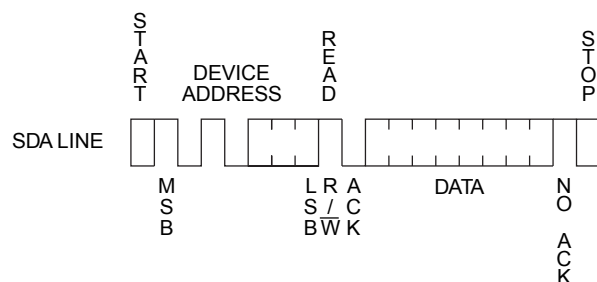 START
DEVICE
ADDRESS
READ
STOP
SDA LINE
MSB
LSB
R/W
ACK
DATA
NO ACK